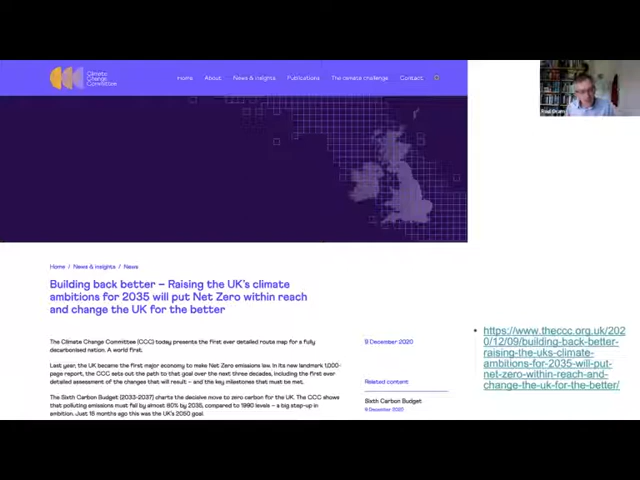 Climate
Change
Committee
Home
About
News & insights
Publications
The climate challenge
Contact
Home / News & insights / News
Building back better – Raising the UK's climate
ambitions for 2035 will put Net Zero within reach
and change the UK for the better
The Climate Change Committee (CCC) today presents the first ever detailed route map for a fully
decarbonised nation. A world first.
Last year, the UK became the first major economy to make Net Zero emissions law. In its new landmark 1,000-
page report, the CCC sets out the path to that goal over the next three decades, including the first ever
detailed assessment of the changes that will result – and the key milestones that must be met.
The Sixth Carbon Budget (2033-2037) charts the decisive move to zero carbon for the UK. The CCC shows
that polluting emissions must fall by almost 80% by 2035, compared to 1990 levels – a big step-up in
ambition. Just 18 months ago this was the UK's 2050 goal.
9 December 2020
Related content
Sixth Carbon Budget
9 December 2020
• https://www.theccc.org.uk/202
0/12/09/building-back-better-
raising-the-uks-climate-
ambitions-for-2035-will-put-
net-zero-within-reach-and-
change-the-uk-for-the-better/